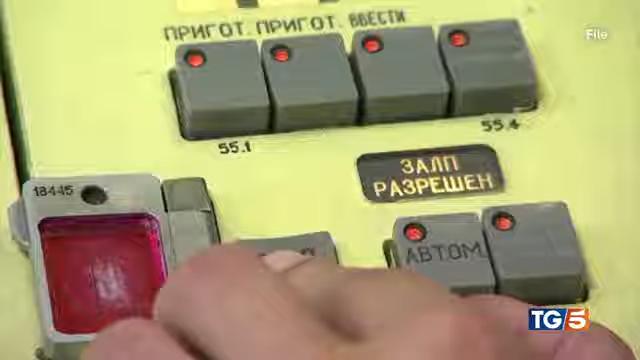 File
ПРИГОТ. ПРИГОТ. ВВЕСТИ
55.1
55.4
ЗАЛП
РАЗРЕШЕН
18445
АВТОМ.
TG5